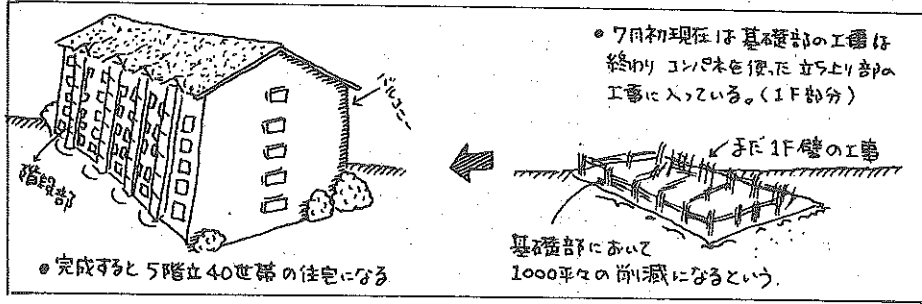 バルコニー
階段部
● 完成すると5階立40世帯の住宅になる
● 7月初現在は基礎部の工事は
終わりコンパネを使った立ち上り部の
工事に入っている。(1F部分)
まだ1F壁の工事
基礎部において
1000平々の削減になるという.